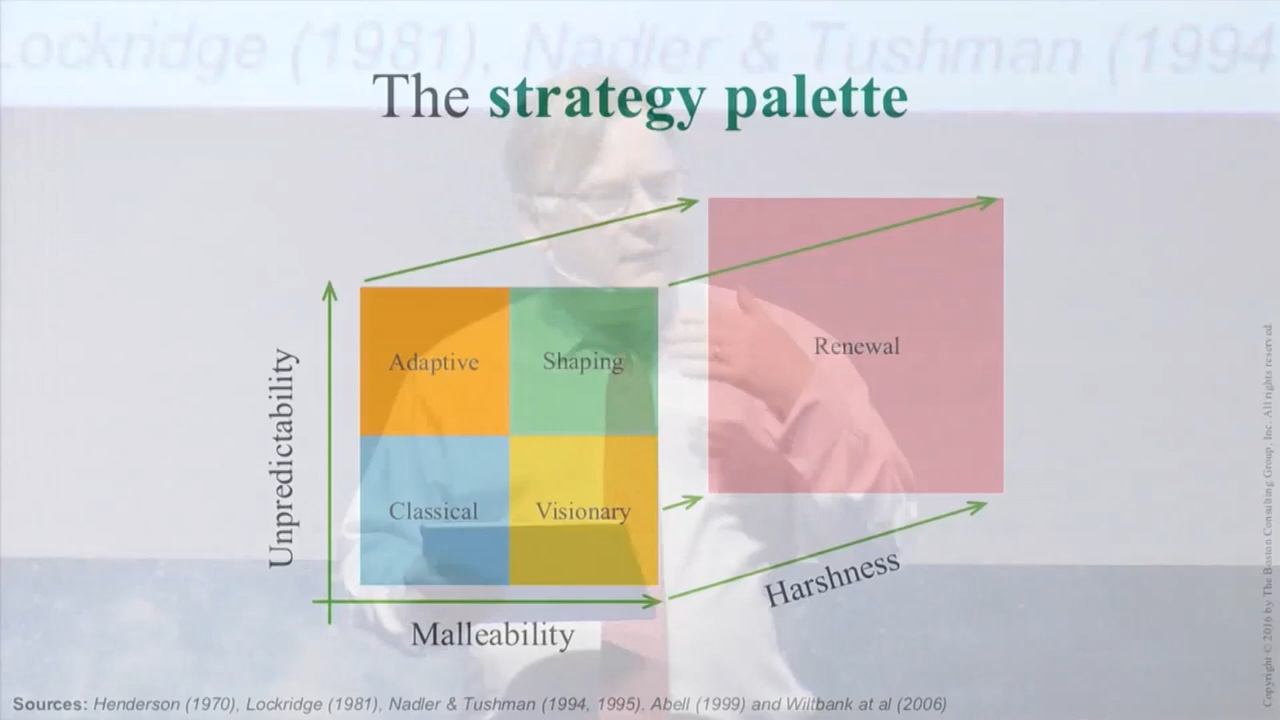 Lockridge (1981), Nadler & Tushman (1994
The strategy palette
Unpredictability
Adaptive
Shaping
Classical
Visionary
Renewal
Malleability
Harshness
Sources: Henderson (1970), Lockridge (1981), Nadler & Tushman (1994, 1995). Abell (1999) and Wiltbank at al (2006)
Copyright © 2016 by The Boston Consulting Group, Inc. All rights reserved.